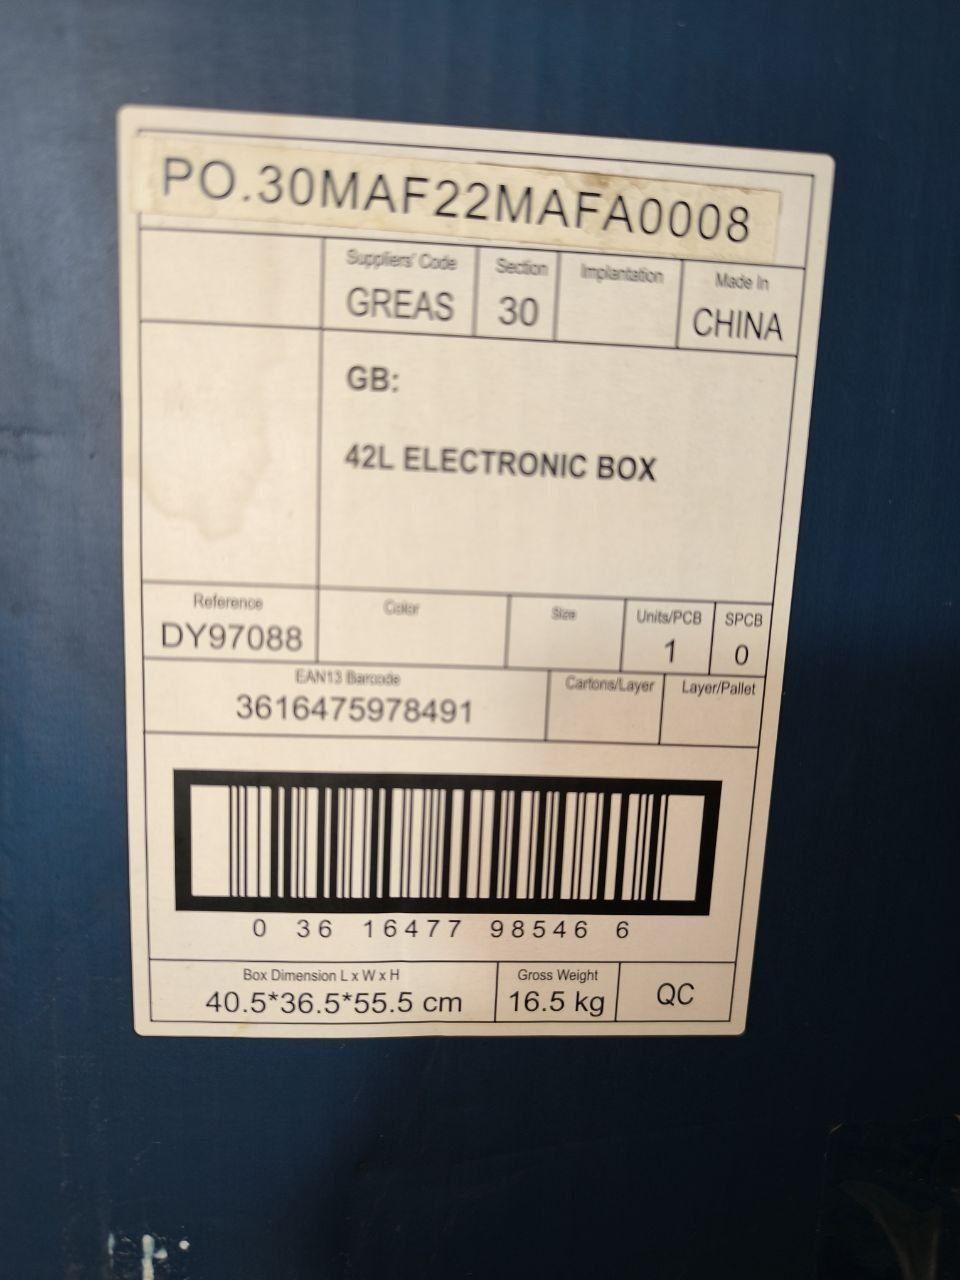 PO.30MAF22MAFA0008
Suppliers' Code
Section
Implantation
Made In
GREAS
30
CHINA
GB:
42L ELECTRONIC BOX
Reference
Color
Size
Units/PCB
SPCB
DY97088
1
0
EAN13 Barcode
Cartons/Layer
Layer/Pallet
3616475978491
0 36 16477 98546 6
Box Dimension L x W x H
Gross Weight
QC
40.5*36.5*55.5 cm
16.5 kg